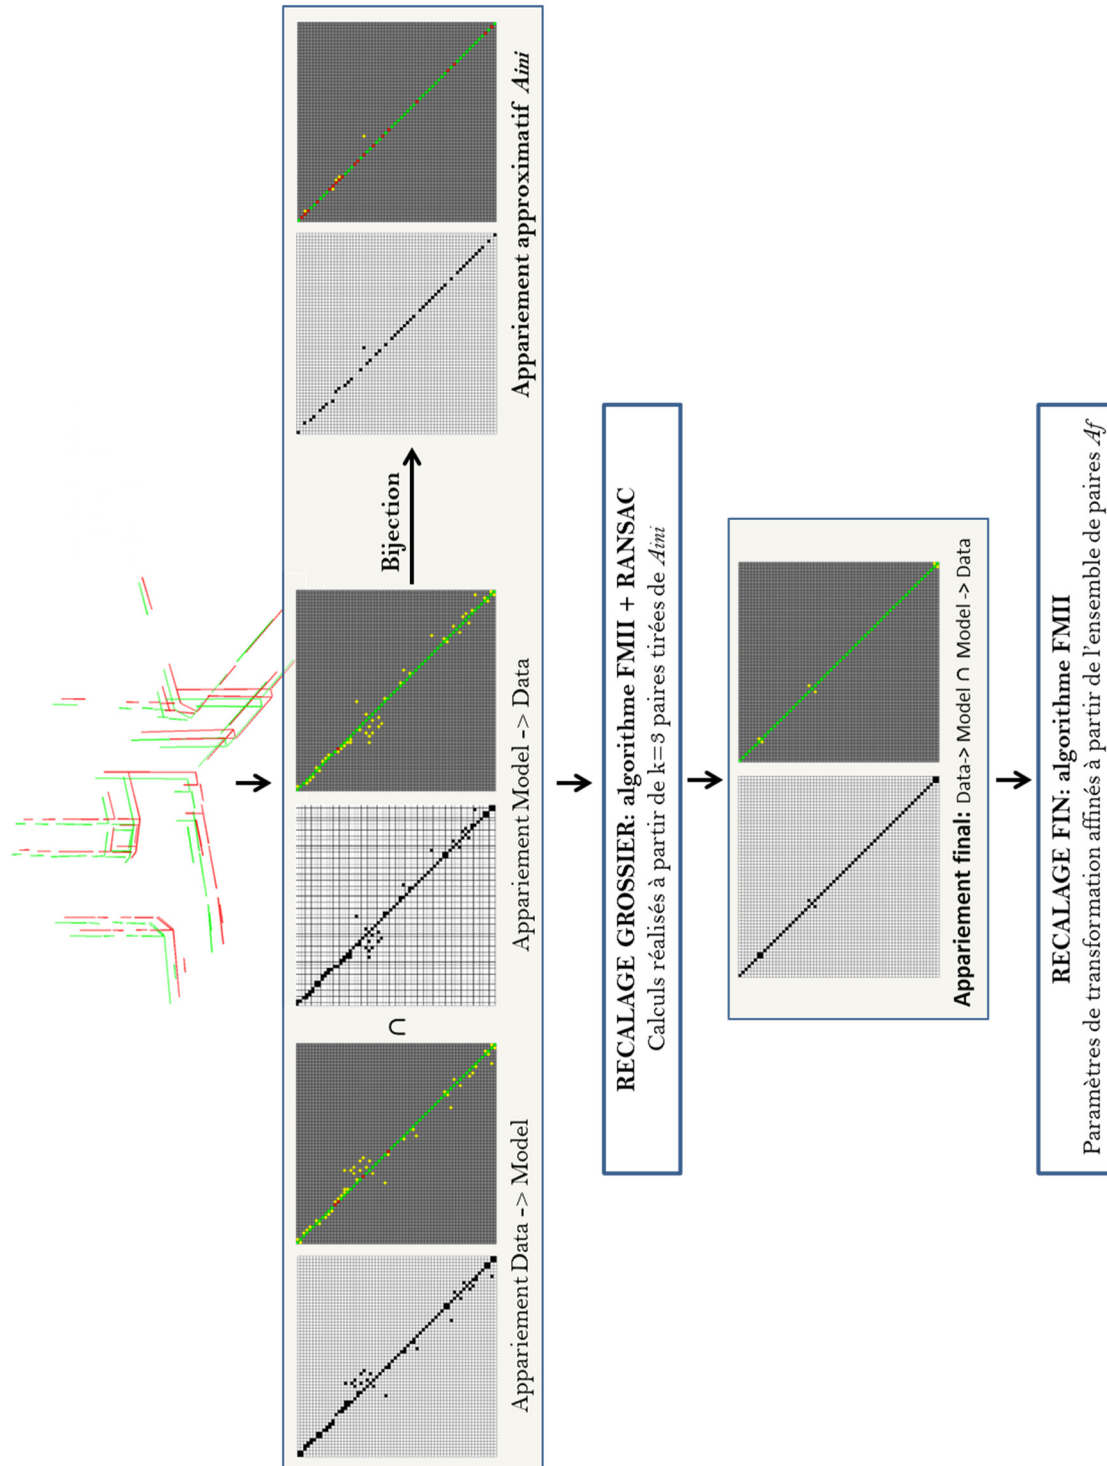 Appariement Data -> Model
∩
Appariement Model -> Data
Bijection
Appariement approximatif Aini
RECALAGE GROSSIER: algorithme FMII + RANSAC
Calculs réalisés à partir de k=3 paires tirées de Aini
Appariement final: Data-> Model ∩ Model -> Data
RECALAGE FIN: algorithme FMII
Paramètres de transformation affinés à partir de l'ensemble de paires Af